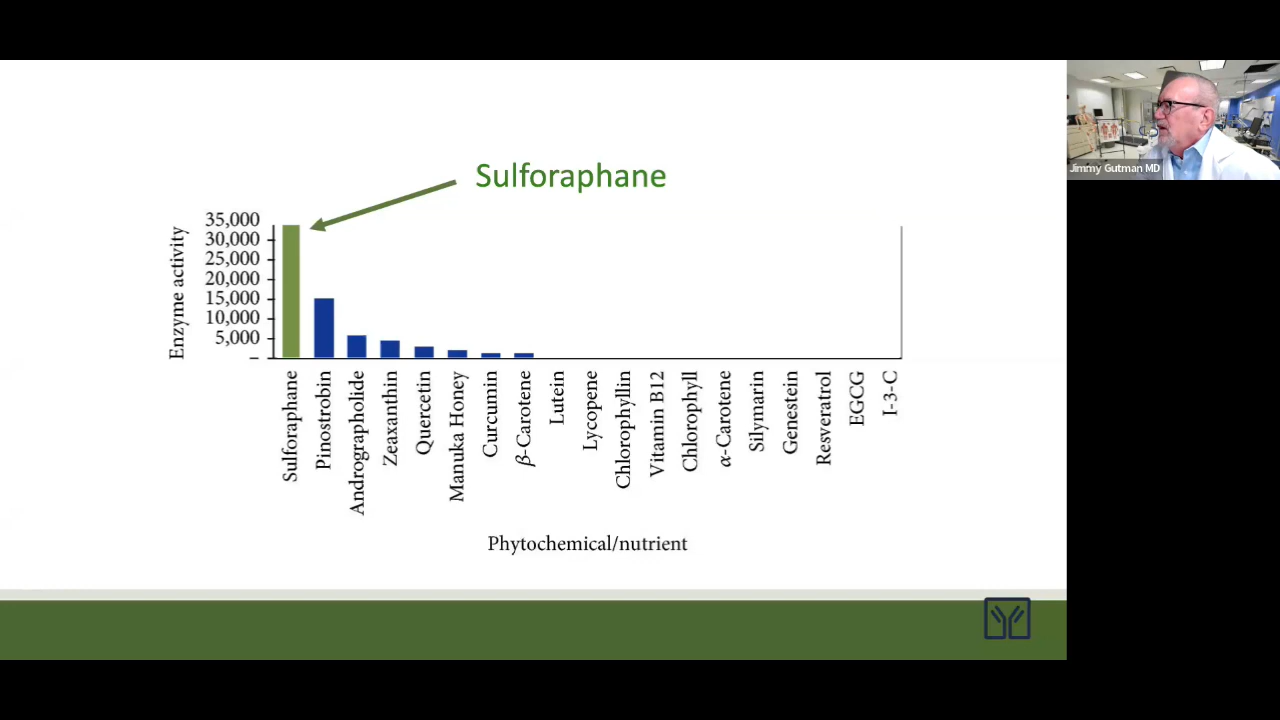 Sulforaphane
Jimmy Gutman MD
Enzyme activity
35,000
30,000
25,000
20,000
15,000
10,000
5,000
–
Sulforaphane
Pinostrobin
Andrographolide
Zeaxanthin
Quercetin
Manuka Honey
Curcumin
β-Carotene
Lutein
Lycopene
Chlorophyllin
Vitamin B12
Chlorophyll
α-Carotene
Silymarin
Genestein
Resveratrol
EGCG
I-3-C
Phytochemical/nutrient